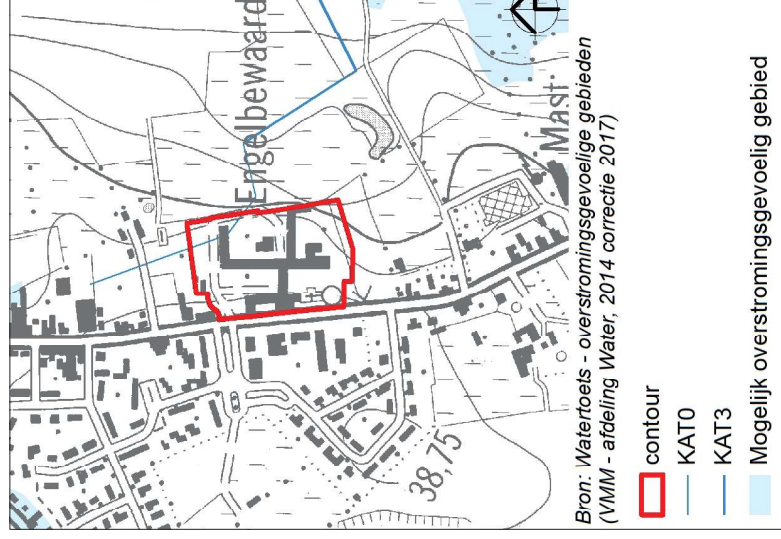 Engelbewaard
Mast
38,75
Bron: Watertoets - overstromingsgevoelige gebieden
(VMM - afdeling Water, 2014 correctie 2017)
contour
KAT0
KAT3
Mogelijk overstromingsgevoelig gebied